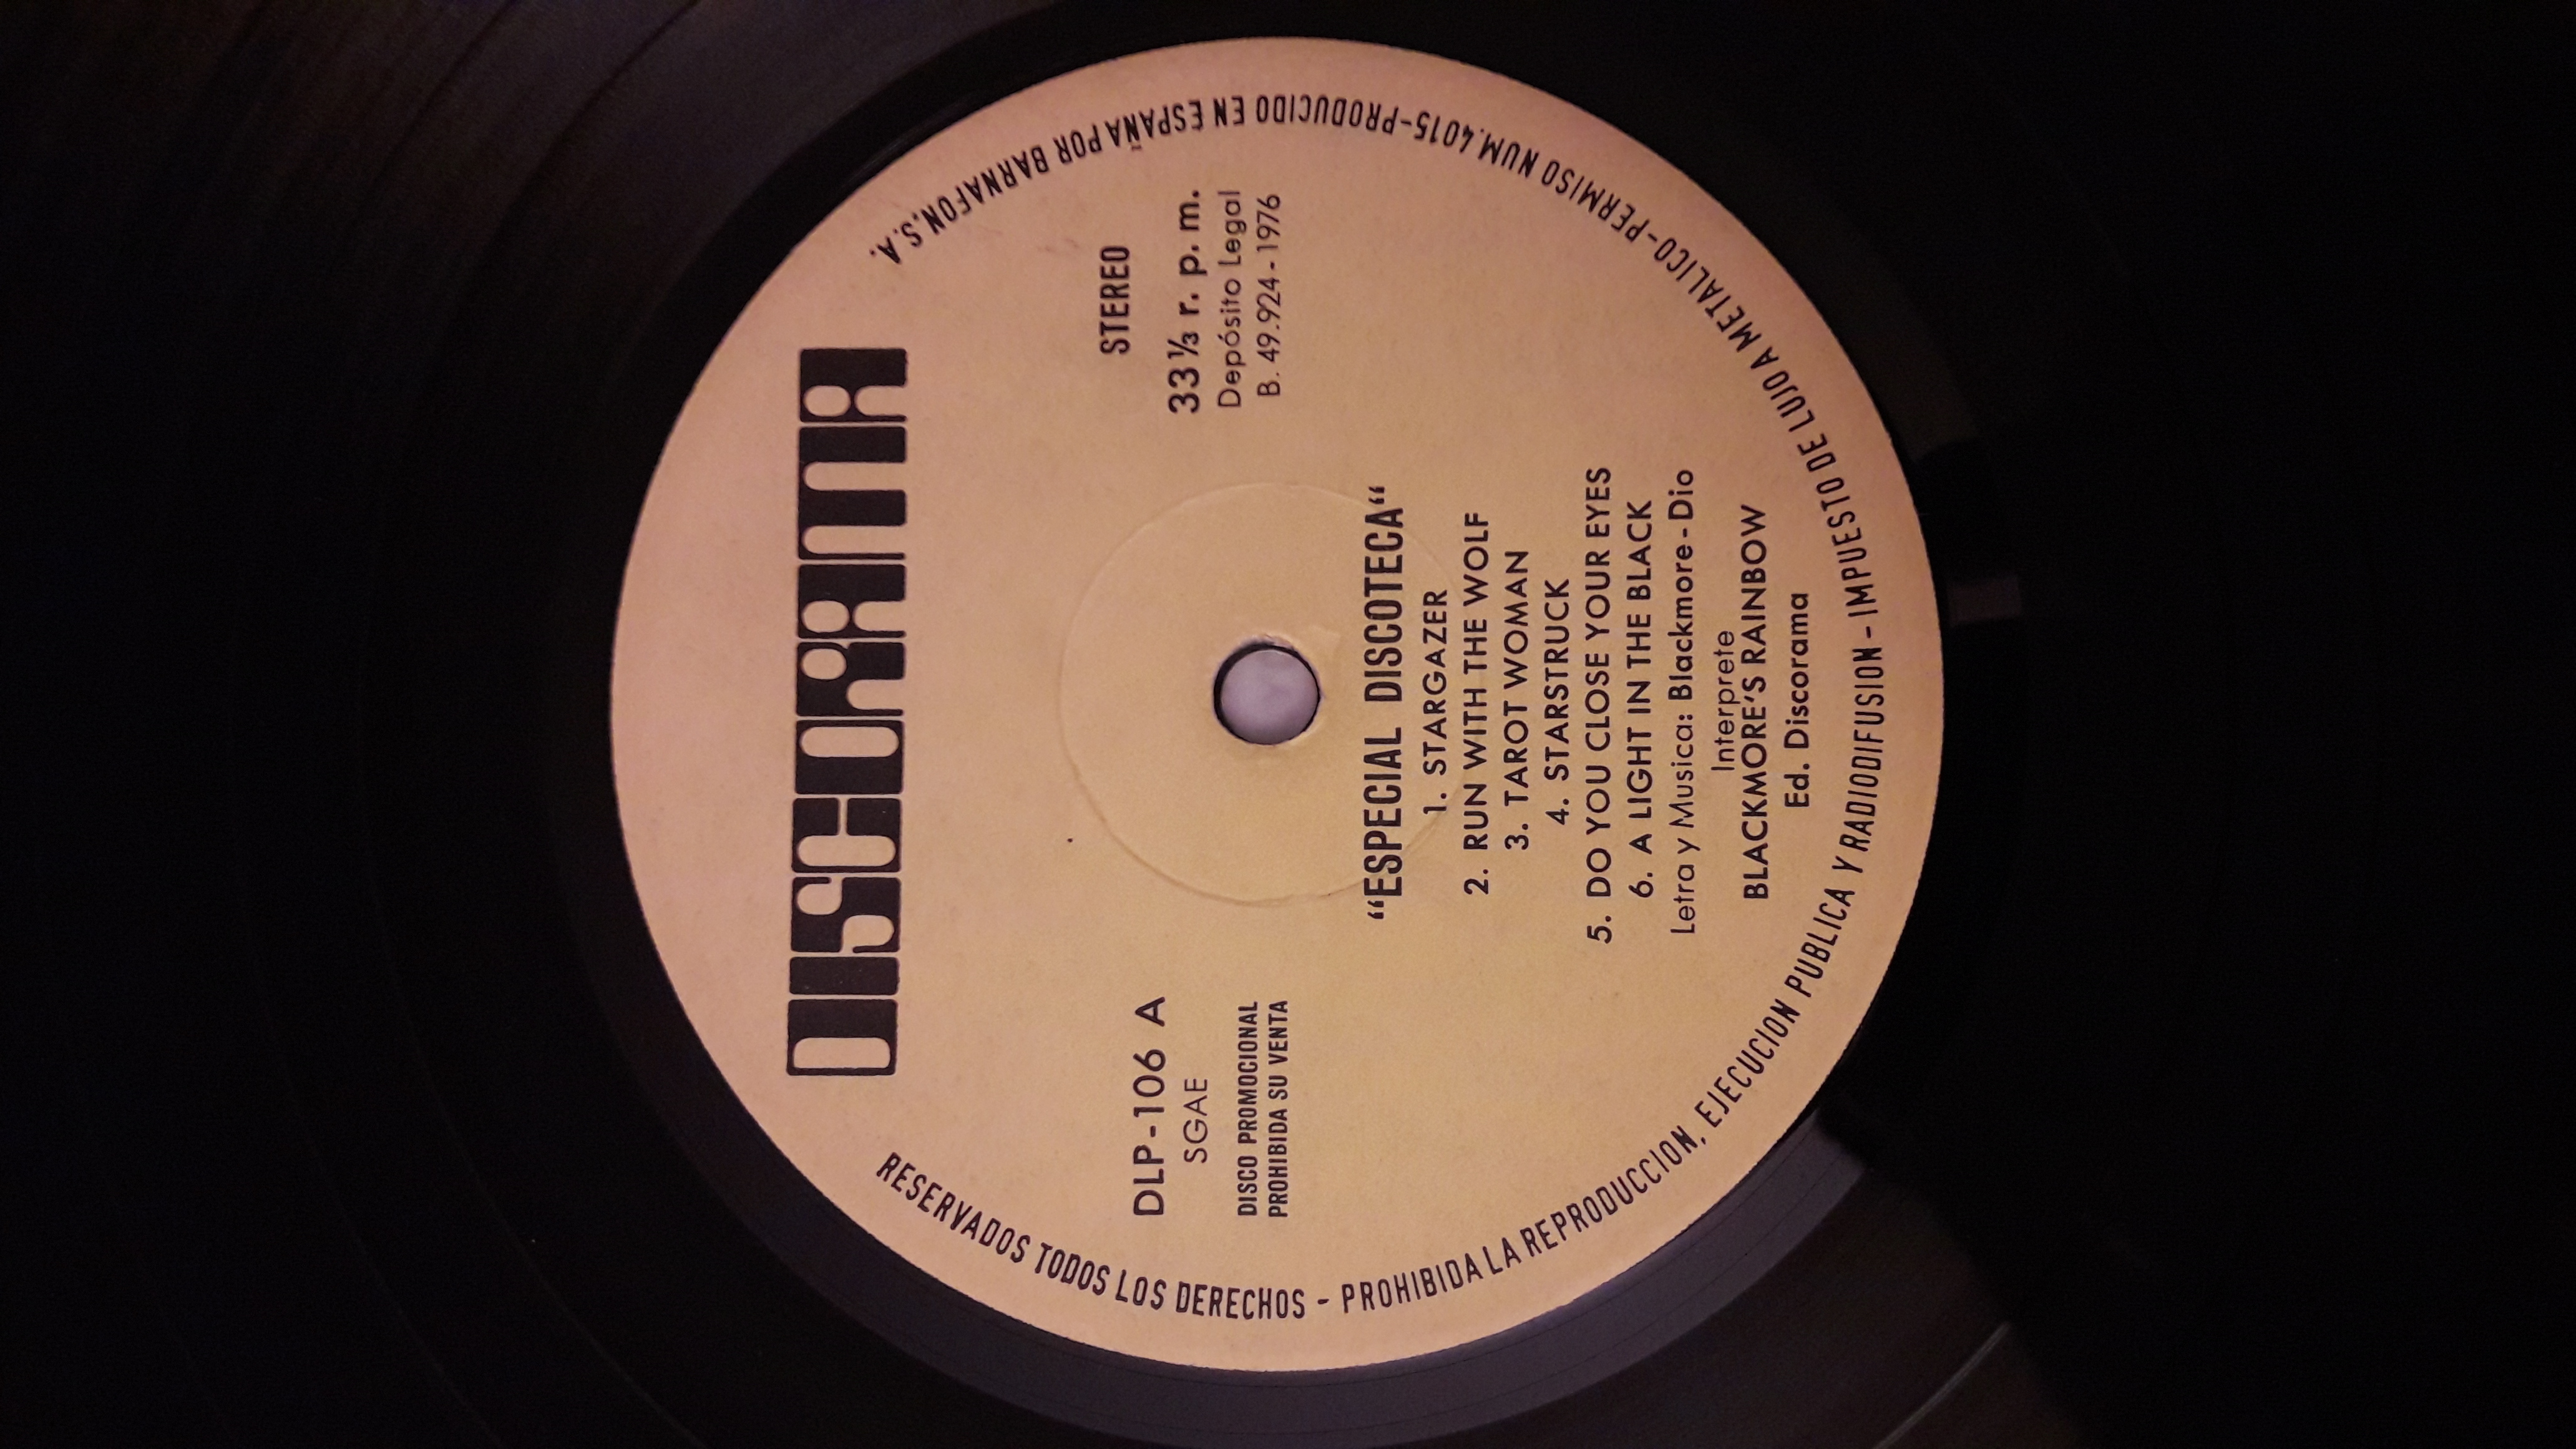 DISCORAMA
DLP-106 A
SGAE
DISCO PROMOCIONAL
PROHIBIDA SU VENTA
STEREO
33⅓ r. p. m.
Depósito Legal
B. 49.924-1976
“ESPECIAL DISCOTECA“
1. STARGAZER
2. RUN WITH THE WOLF
3. TAROT WOMAN
4. STARSTRUCK
5. DO YOU CLOSE YOUR EYES
6. A LIGHT IN THE BLACK
Letra y Musica: Blackmore-Dio
Interprete
BLACKMORE‘S RAINBOW
Ed. Discorama
RESERVADOS TODOS LOS DERECHOS - PROHIBIDA LA REPRODUCCION, EJECUCION PUBLICA Y RADIODIFUSION - IMPUESTO DE LUJO A METALICO-PERMISO NUM.4015-PRODUCIDO EN ESPAÑA POR BARNAFON,S.A.